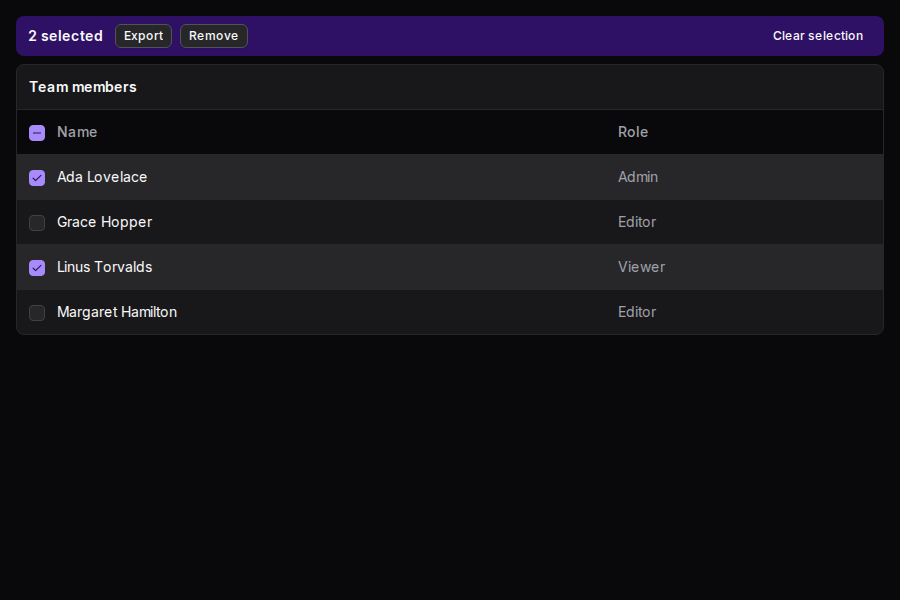 2 selected Export Remove Clear selection
Team members
Name Role
Ada Lovelace Admin
Grace Hopper Editor
Linus Torvalds Viewer
Margaret Hamilton Editor